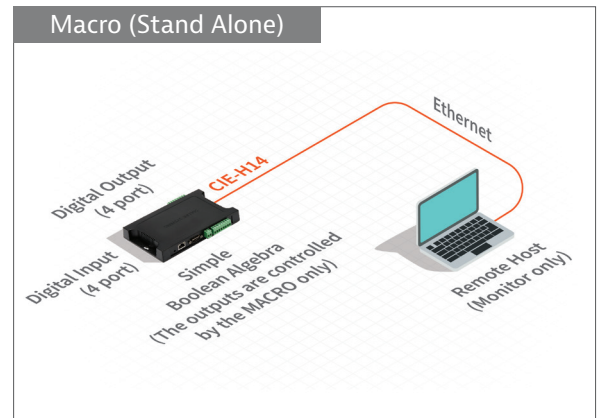 Macro (Stand Alone)
Ethernet
CIE-H14
Digital Output
(4 port)
Digital Input
(4 port)
Simple
Boolean Algebra
(The outputs are controlled
by the MACRO only)
Remote Host
(Monitor only)